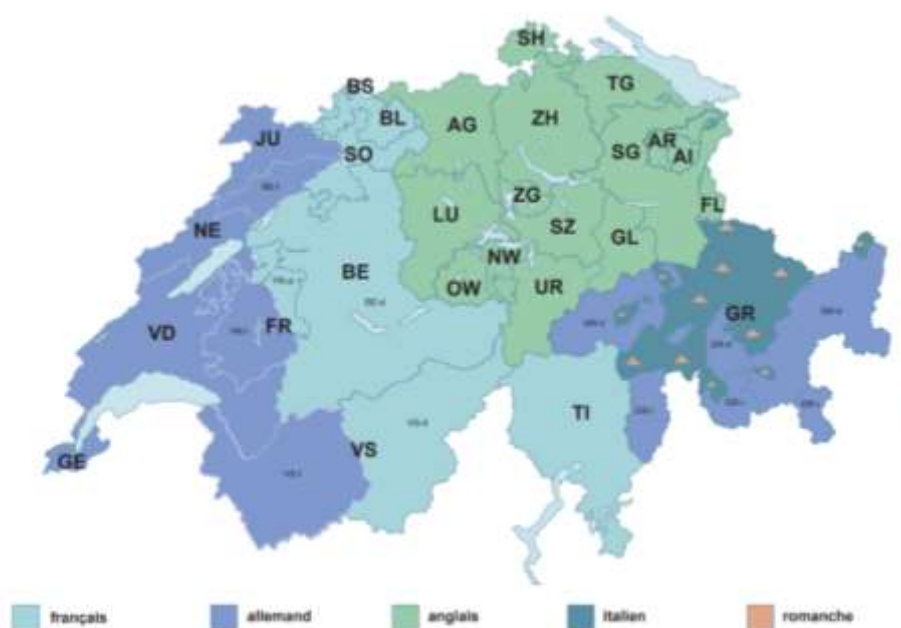 SH
BS
TG
BL
AG
ZH
JU
AR
SO
SG
AI
ZG
FL
LU
NE
SZ
GL
NW
BE
OW
UR
GR
FR
VD
TI
VS
GE
français
allemand
anglais
italien
romanche